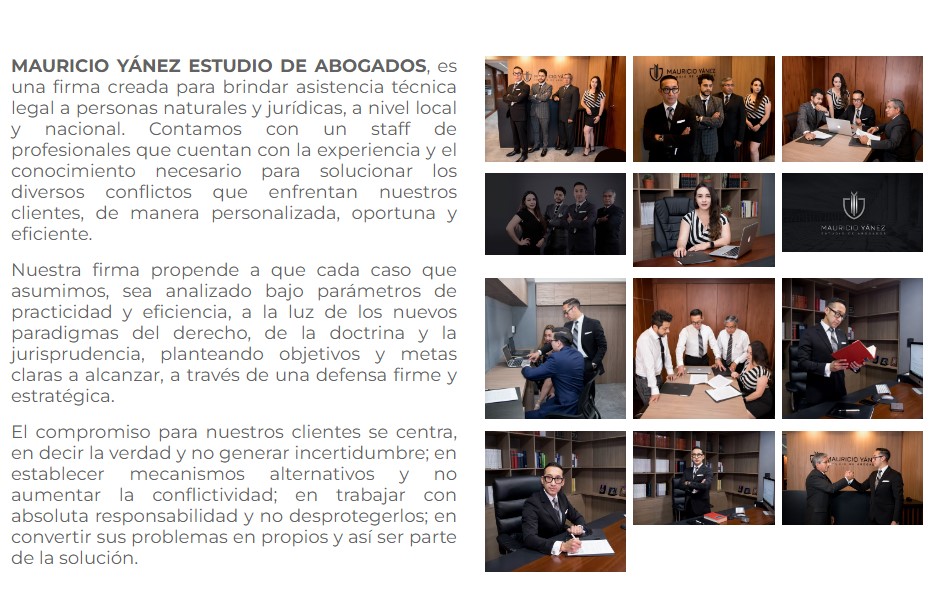 MAURICIO YÁNEZ ESTUDIO DE ABOGADOS, es
una firma creada para brindar asistencia técnica
legal a personas naturales y jurídicas, a nivel local
y nacional. Contamos con un staff de
profesionales que cuentan con la experiencia y el
conocimiento necesario para solucionar los
diversos conflictos que enfrentan nuestros
clientes, de manera personalizada, oportuna y
eficiente.
Nuestra firma propende a que cada caso que
asumimos, sea analizado bajo parámetros de
practicidad y eficiencia, a la luz de los nuevos
paradigmas del derecho, de la doctrina y la
jurisprudencia, planteando objetivos y metas
claras a alcanzar, a través de una defensa firme y
estratégica.
El compromiso para nuestros clientes se centra,
en decir la verdad y no generar incertidumbre; en
establecer mecanismos alternativos y no
aumentar la conflictividad; en trabajar con
absoluta responsabilidad y no desprotegerlos; en
convertir sus problemas en propios y así ser parte
de la solución.
MAURICIO YÁNEZ
MAURICIO YÁNEZ
ESTUDIO DE ABOGADOS
MAURICIO YÁN